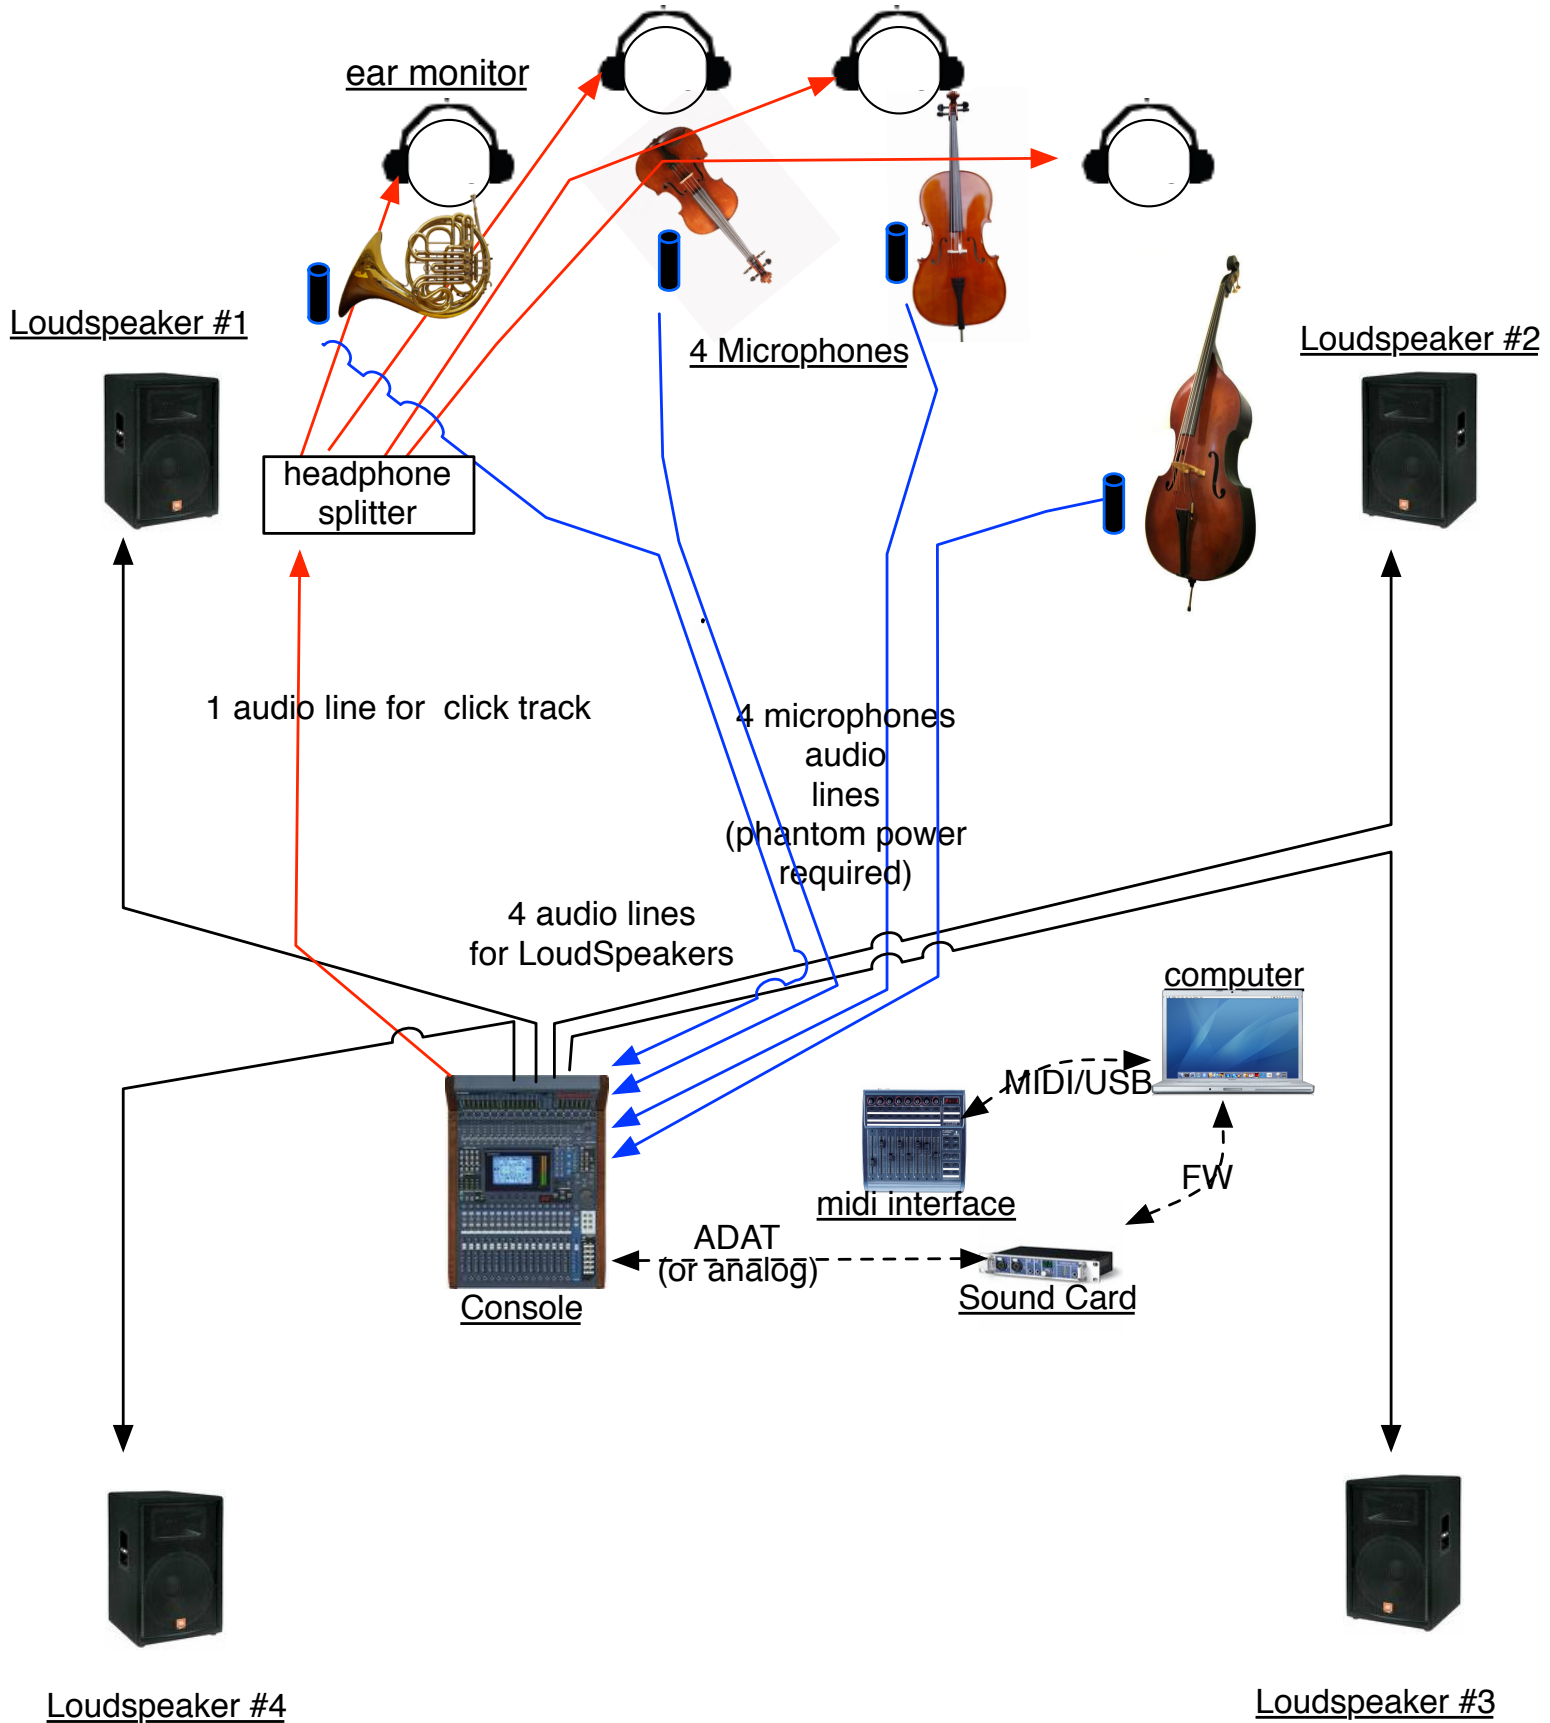 ear monitor
Loudspeaker #1
4 Microphones
Loudspeaker #2
headphone
splitter
1 audio line for  click track
4 microphones
audio
lines
(phantom power
required)
4 audio lines
for LoudSpeakers
computer
MIDI/USB
FW
midi interface
ADAT
(or analog)
Sound Card
Console
Loudspeaker #4
Loudspeaker #3